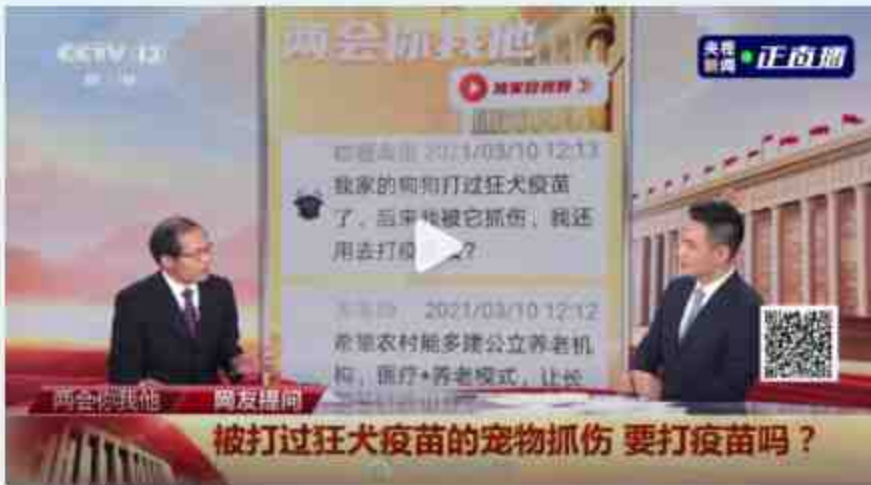 CCTV 13
新闻
两会你我他
央视
新闻
正直播
2021/03/10 12:13
我家的狗狗打过狂犬疫苗
了，后来我被它抓伤，我还
用去打疫
？
2021/03/10 12:12
希望农村能多建公立养老机
构，医疗+养老模式，让长
两会你我他 网友提问
被打过狂犬疫苗的宠物抓伤 要打疫苗吗？